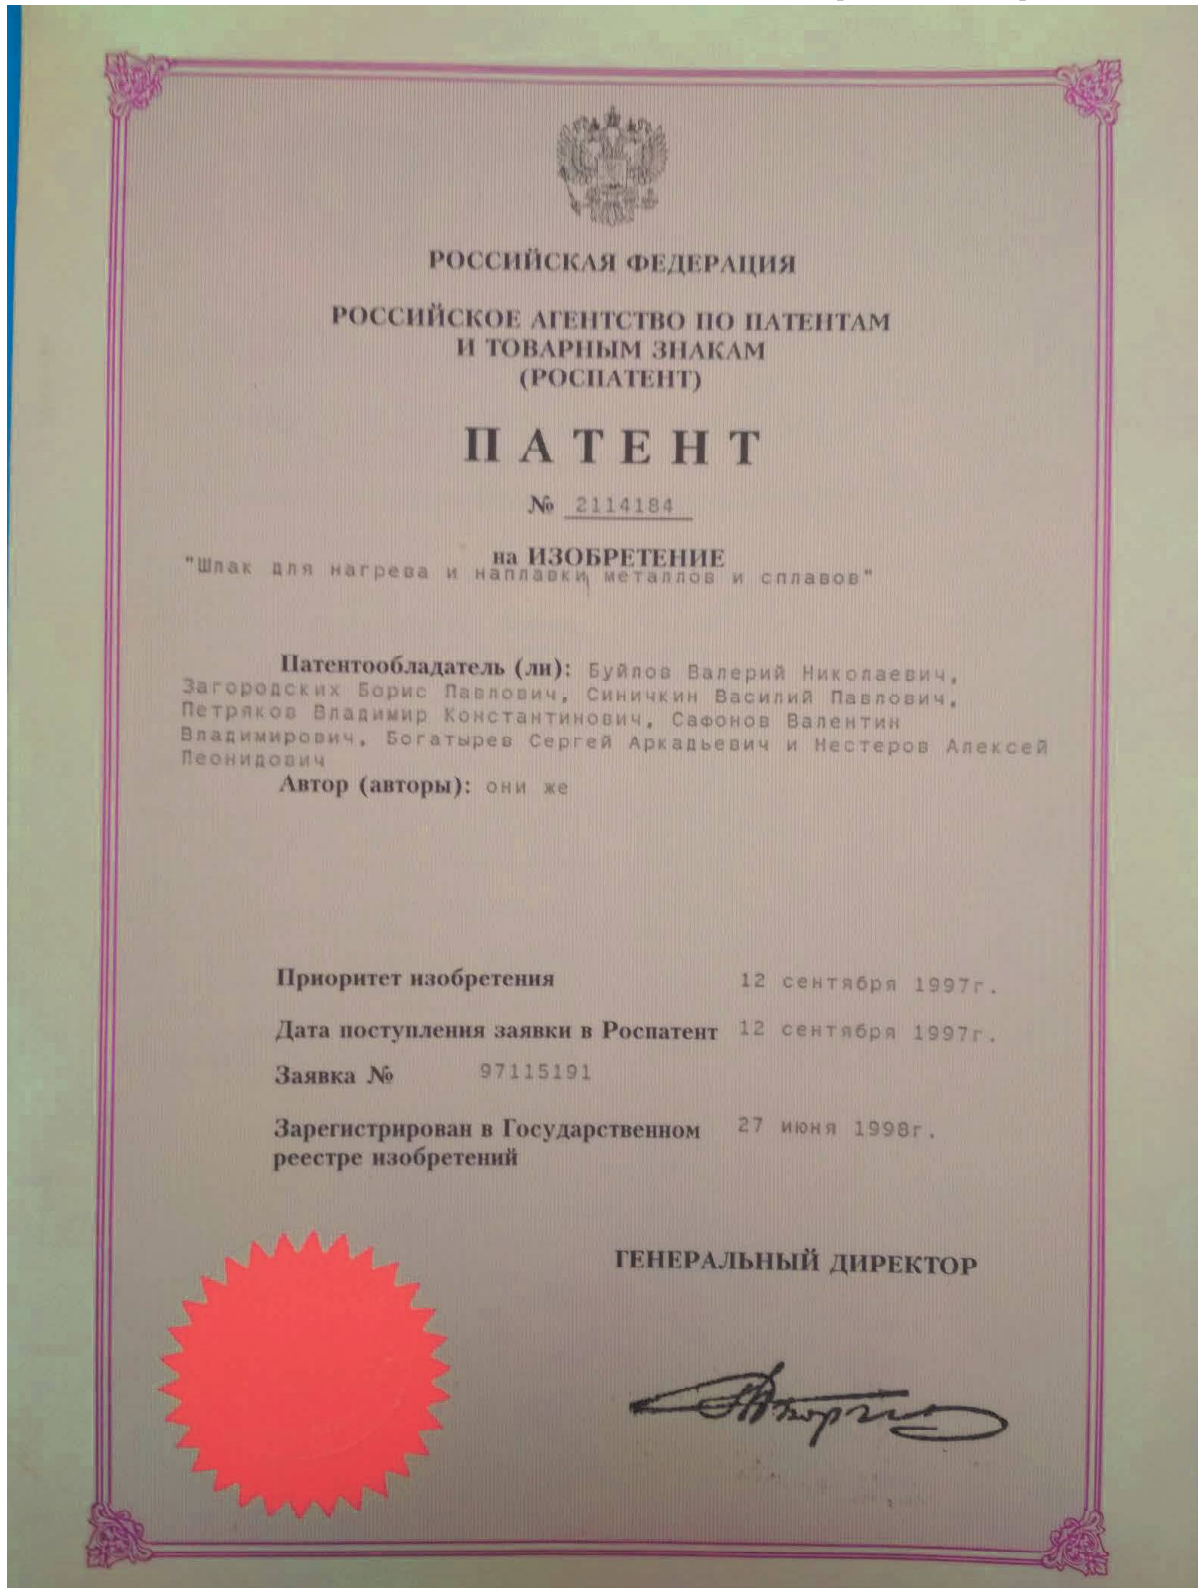 РОССИЙСКАЯ ФЕДЕРАЦИЯ
РОССИЙСКОЕ АГЕНТСТВО ПО ПАТЕНТАМ
И ТОВАРНЫМ ЗНАКАМ
(РОСПАТЕНТ)
ПАТЕНТ
№ 2114184
на ИЗОБРЕТЕНИЕ
"Шлак для нагрева и наплавки металлов и сплавов"
Патентообладатель (ли): Буйлов Валерий Николаевич,
Загородских Борис Павлович, Синичкин Василий Павлович,
Петряков Владимир Константинович, Сафонов Валентин
Владимирович, Богатырев Сергей Аркадьевич и Нестеров Алексей
Леонидович
Автор (авторы): они же
Приоритет изобретения 12 сентября 1997г.
Дата поступления заявки в Роспатент 12 сентября 1997г.
Заявка № 97115191
Зарегистрирован в Государственном 27 июня 1998г.
реестре изобретений
ГЕНЕРАЛЬНЫЙ ДИРЕКТОР